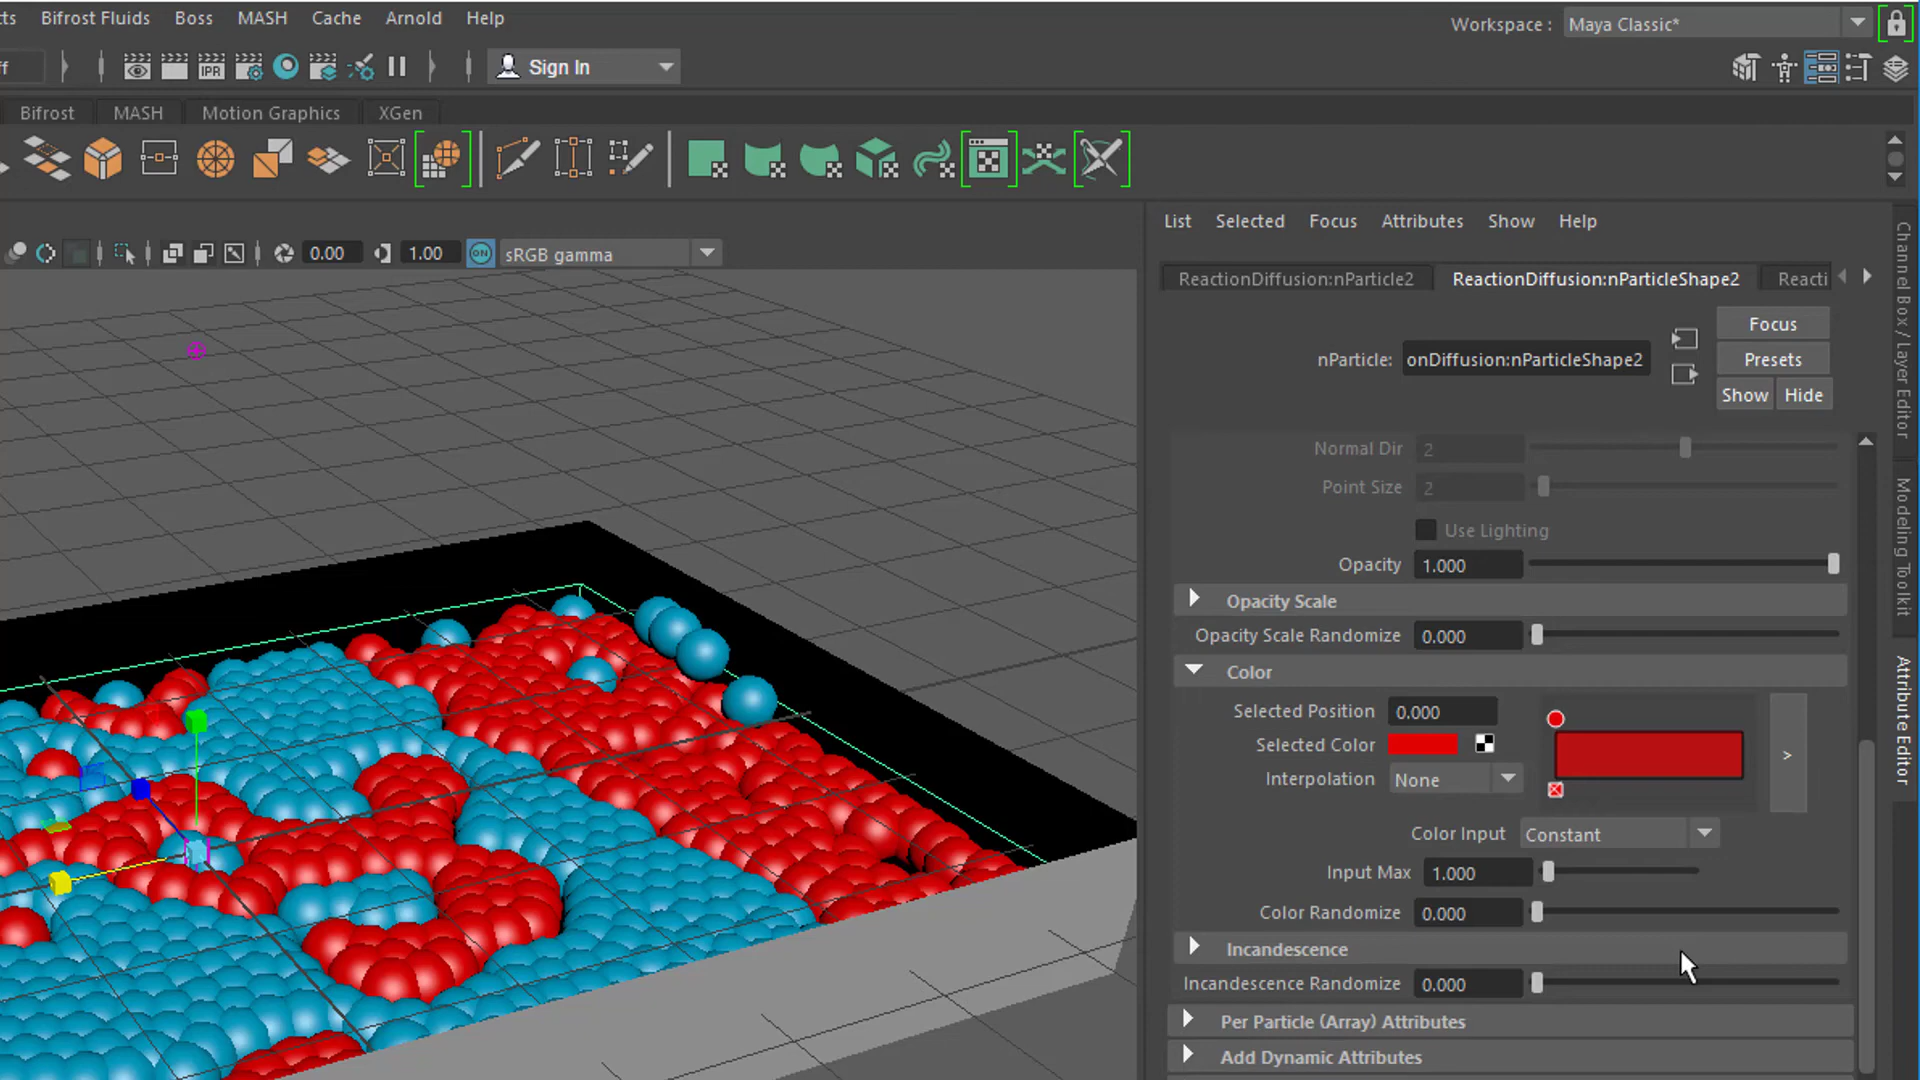 ts Bifrost Fluids Boss MASH Cache Arnold Help
Workspace : Maya Classic*
ff IPR Sign In
Bifrost MASH Motion Graphics XGen
List Selected Focus Attributes Show Help
0.00 1.00 ON sRGB gamma
ReactionDiffusion:nParticle2 ReactionDiffusion:nParticleShape2 Reacti
nParticle: onDiffusion:nParticleShape2
Focus
Presets
Show Hide
Normal Dir 2
Point Size 2
Use Lighting
Opacity 1.000
Opacity Scale
Opacity Scale Randomize 0.000
Color
Selected Position 0.000
Selected Color
Interpolation None
>
Color Input Constant
Input Max 1.000
Color Randomize 0.000
Incandescence
Incandescence Randomize 0.000
Per Particle (Array) Attributes
Add Dynamic Attributes
Channel Box / Layer Editor
Modeling Toolkit
Attribute Editor